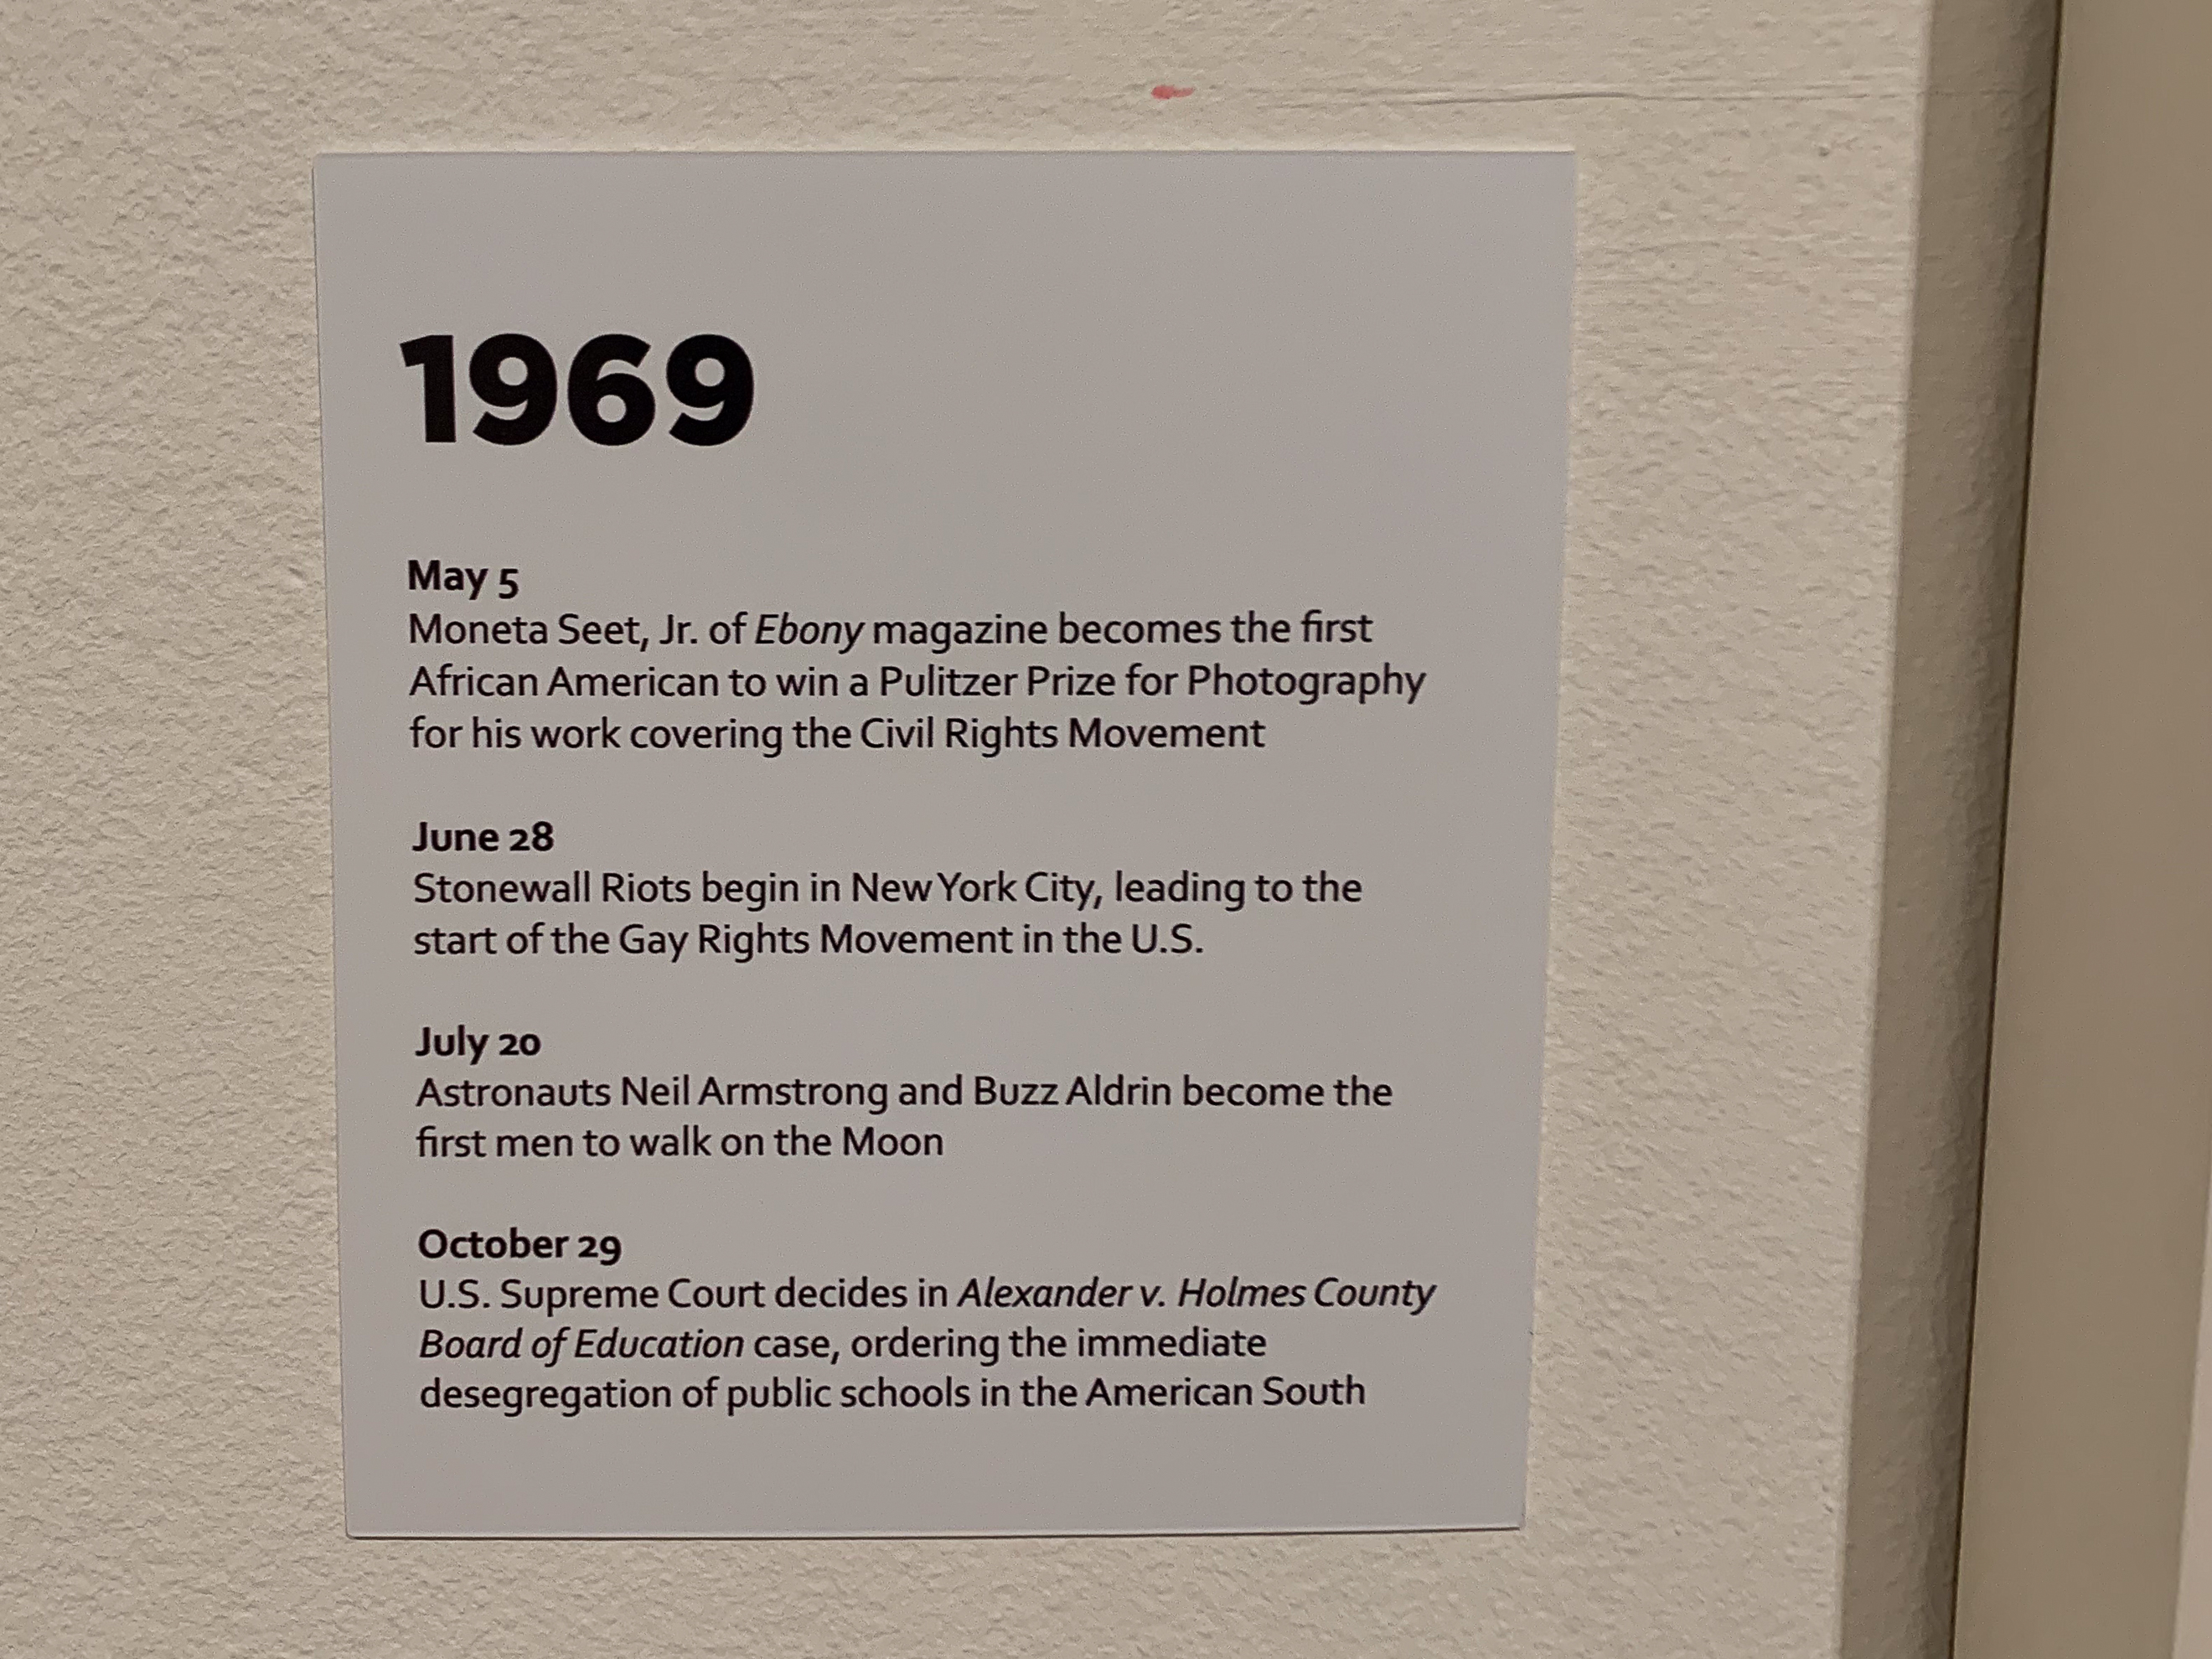 1969
May 5
Moneta Seet, Jr. of Ebony magazine becomes the first
African American to win a Pulitzer Prize for Photography
for his work covering the Civil Rights Movement
June 28
Stonewall Riots begin in New York City, leading to the
start of the Gay Rights Movement in the U.S.
July 20
Astronauts Neil Armstrong and Buzz Aldrin become the
first men to walk on the Moon
October 29
U.S. Supreme Court decides in Alexander v. Holmes County
Board of Education case, ordering the immediate
desegregation of public schools in the American South